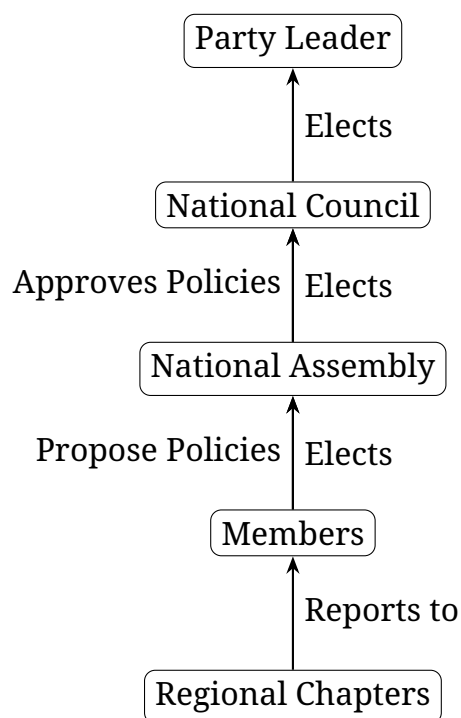 Party Leader
Elects
National Council
Approves Policies
Elects
National Assembly
Propose Policies
Elects
Members
Reports to
Regional Chapters